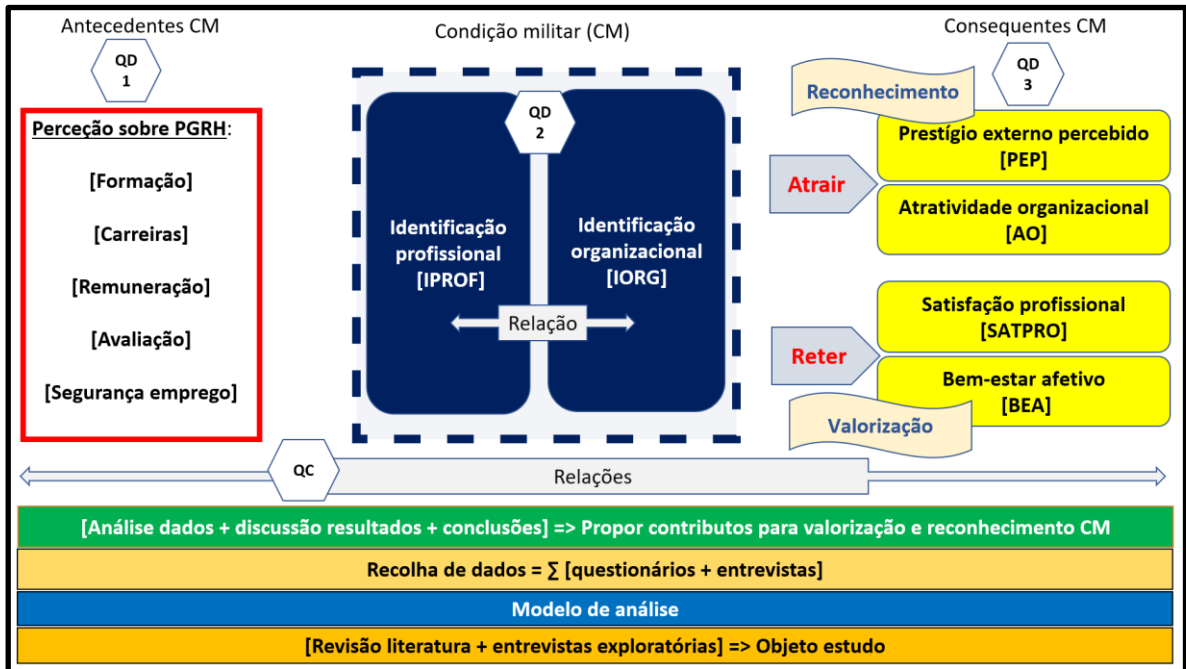 Antecedentes CM
QD
1
Perceção sobre PGRH:
[Formação]
[Carreiras]
[Remuneração]
[Avaliação]
[Segurança emprego]
Condição militar (CM)
QD
2
Identificação
profissional
[IPROF]
Identificação
organizacional
[IORG]
Relação
Consequentes CM
QD
3
Reconhecimento
Atrair
Prestígio externo percebido
[PEP]
Atratividade organizacional
[AO]
Reter
Satisfação profissional
[SATPRO]
Bem-estar afetivo
[BEA]
Valorização
QC
Relações
[Análise dados + discussão resultados + conclusões] => Propor contributos para valorização e reconhecimento CM
Recolha de dados = ∑ [questionários + entrevistas]
Modelo de análise
[Revisão literatura + entrevistas exploratórias] => Objeto estudo